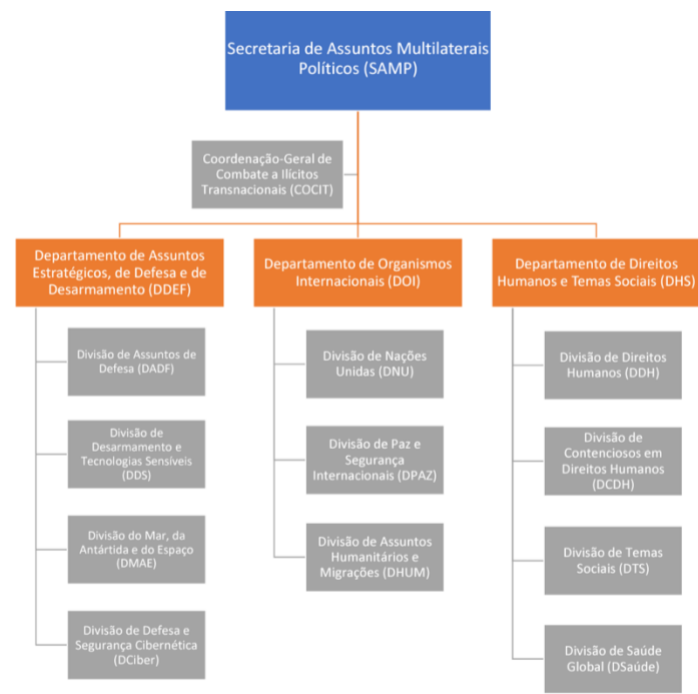 Secretaria de Assuntos Multilaterais
Políticos (SAMP)
Coordenação-Geral de
Combate a Ilícitos
Transnacionais (COCIT)
Departamento de Assuntos
Estratégicos, de Defesa e de
Desarmamento (DDEF)
Departamento de Organismos
Internacionais (DOI)
Departamento de Direitos
Humanos e Temas Sociais (DHS)
Divisão de Assuntos de
Defesa (DADF)
Divisão de
Desarmamento e
Tecnologias Sensíveis
(DDS)
Divisão do Mar, da
Antártida e do Espaço
(DMAE)
Divisão de Defesa e
Segurança Cibernética
(DCiber)
Divisão de Nações
Unidas (DNU)
Divisão de Paz e
Segurança
Internacionais (DPAZ)
Divisão de Assuntos
Humanitários e
Migrações (DHUM)
Divisão de Direitos
Humanos (DDH)
Divisão de
Contenciosos em
Direitos Humanos
(DCDH)
Divisão de Temas
Sociais (DTS)
Divisão de Saúde
Global (DSaúde)